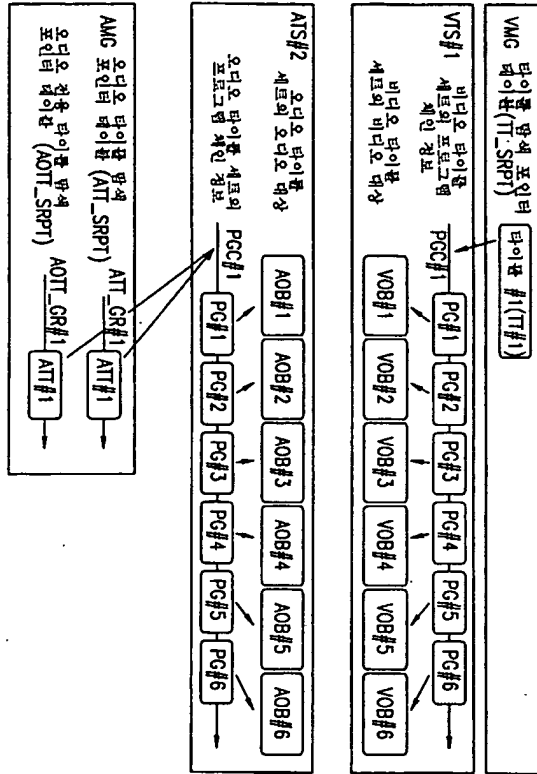 VMG 타이틀 탐색 포인터
테이블(TT_SRPT)
타이틀 #1(TT#1)
VTS#1
비디오 타이틀
세트의 프로그램
체인 정보
PGC#1
PG#1 PG#2 PG#3 PG#4 PG#5 PG#6
비디오 타이틀
세트의 비디오 대상
VOB#1 VOB#2 VOB#3 VOB#4 VOB#5 VOB#6
ATS#2
오디오 타이틀
세트의 오디오 대상
AOB#1 AOB#2 AOB#3 AOB#4 AOB#5 AOB#6
오디오 타이틀 세트의
프로그램 체인 정보
PGC#1
PG#1 PG#2 PG#3 PG#4 PG#5 PG#6
AMG 오디오 타이틀 탐색
포인터 테이블 (ATT_SRPT)
ATT_GR#1
ATT#1
오디오 전용 타이틀 탐색
포인터 테이블 (AOTT_SRPT)
AOTT_GR#1
ATT#1